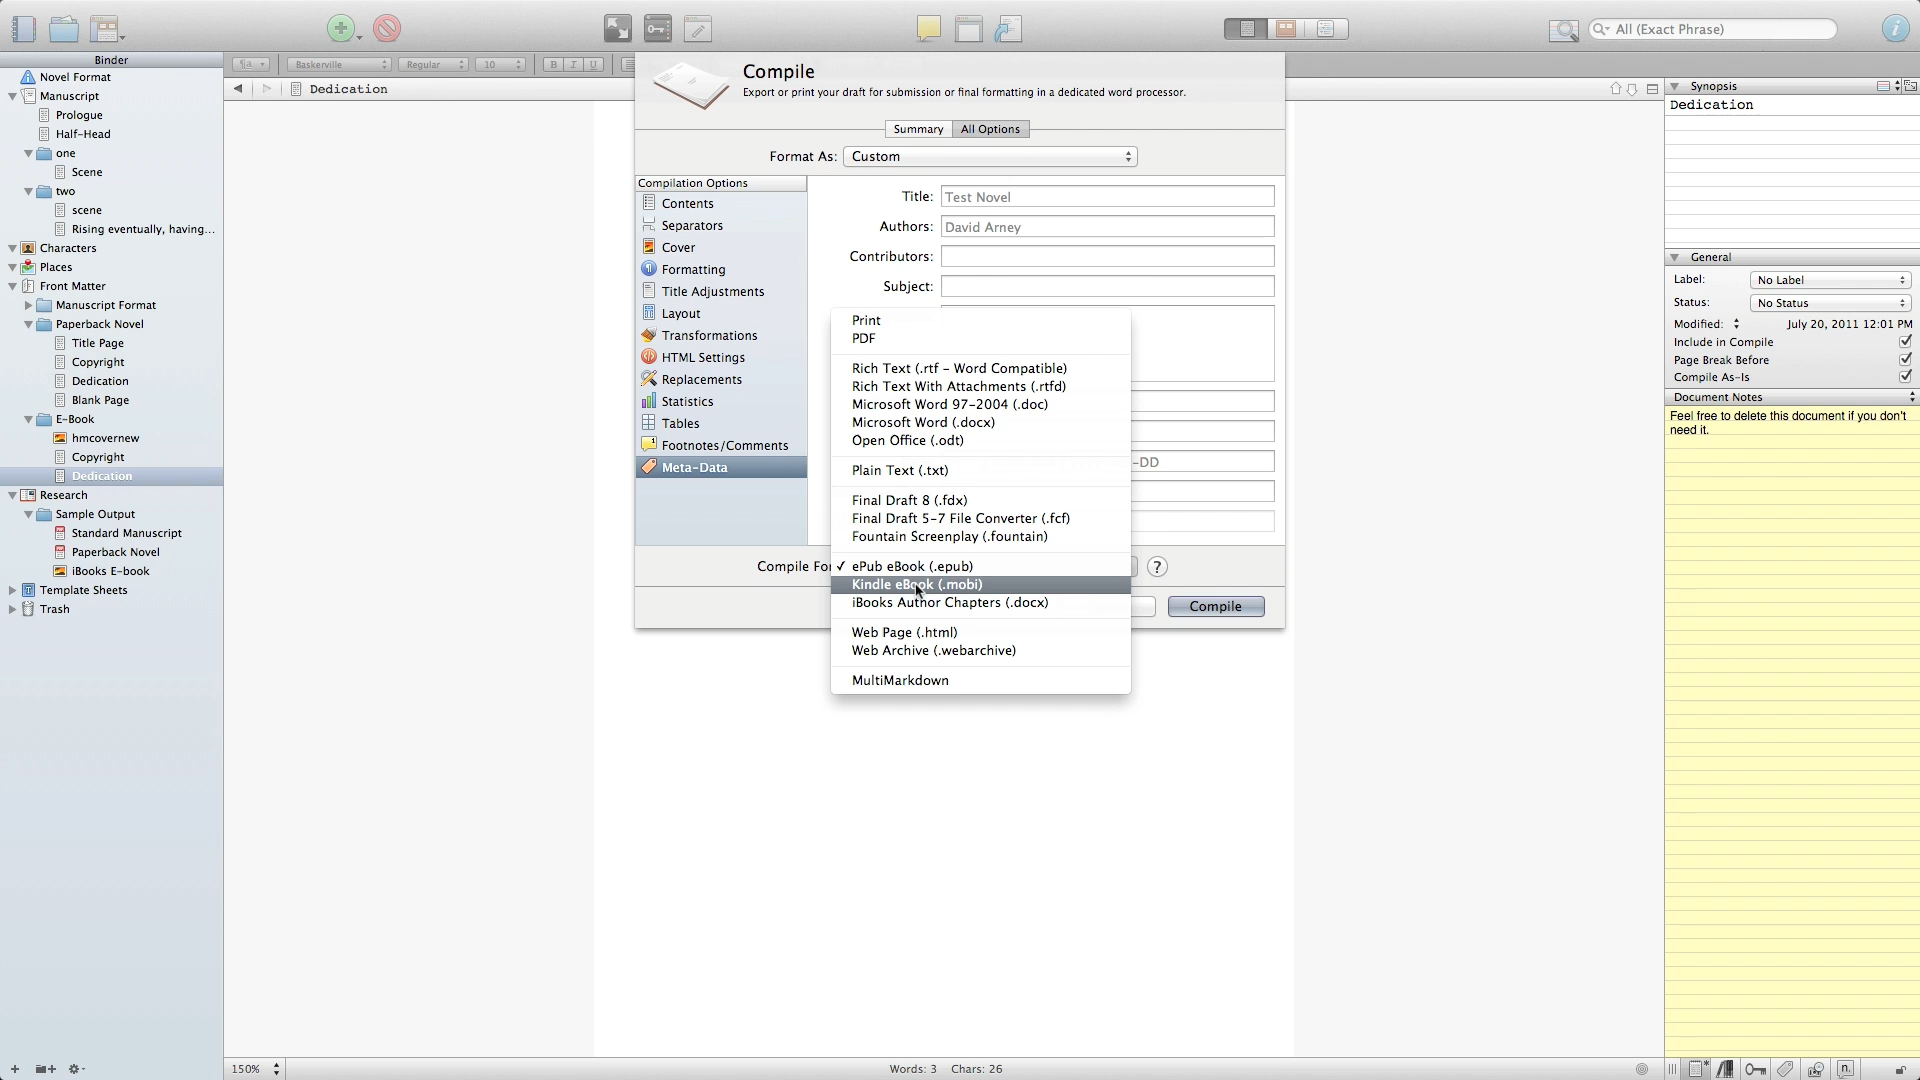 All (Exact Phrase)
Binder
Novel Format
Manuscript
Prologue
Half-Head
one
Scene
two
scene
Rising eventually, having...
Characters
Places
Front Matter
Manuscript Format
Paperback Novel
Title Page
Copyright
Dedication
Blank Page
E-Book
hmcovernew
Copyright
Dedication
Research
Sample Output
Standard Manuscript
Paperback Novel
iBooks E-book
Template Sheets
Trash
Baskerville
Regular
10
B I U
Dedication
Compile
Export or print your draft for submission or final formatting in a dedicated word processor.
Summary
All Options
Format As: Custom
Compilation Options
Contents
Separators
Cover
Formatting
Title Adjustments
Layout
Transformations
HTML Settings
Replacements
Statistics
Tables
Footnotes/Comments
Meta-Data
Title: Test Novel
Authors: David Arney
Contributors:
Subject:
-DD
Compile For
Print
PDF
Rich Text (.rtf - Word Compatible)
Rich Text With Attachments (.rtfd)
Microsoft Word 97-2004 (.doc)
Microsoft Word (.docx)
Open Office (.odt)
Plain Text (.txt)
Final Draft 8 (.fdx)
Final Draft 5-7 File Converter (.fcf)
Fountain Screenplay (.fountain)
✓ ePub eBook (.epub)
Kindle eBook (.mobi)
iBooks Author Chapters (.docx)
Web Page (.html)
Web Archive (.webarchive)
MultiMarkdown
?
Compile
Synopsis
Dedication
General
Label: No Label
Status: No Status
Modified: July 20, 2011 12:01 PM
Include in Compile
Page Break Before
Compile As-Is
Document Notes
Feel free to delete this document if you don't
need it.
150%
Words: 3 Chars: 26